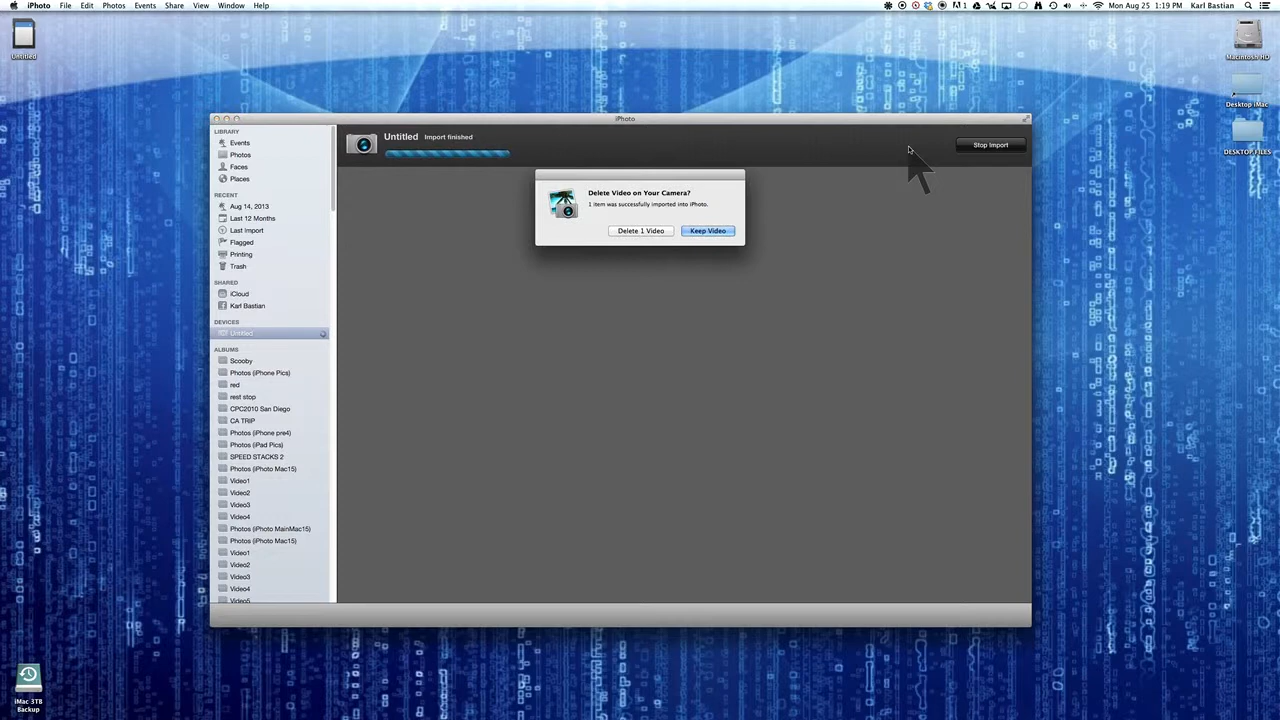 iPhoto File Edit Photos Events Share View Window Help
1 Mon Aug 25 1:19 PM Karl Bastian
Untitled
Macintosh HD
Desktop iMac
DESKTOP FILES
iPhoto
LIBRARY
Events
Photos
Faces
Places
RECENT
Aug 14, 2013
Last 12 Months
Last Import
Flagged
Printing
Trash
SHARED
iCloud
Karl Bastian
DEVICES
Untitled
ALBUMS
Scooby
Photos (iPhone Pics)
red
rest stop
CPC2010 San Diego
CA TRIP
Photos (iPhone pre4)
Photos (iPad Pics)
SPEED STACKS 2
Photos (iPhoto Mac15)
Video1
Video2
Video3
Video4
Photos (iPhoto MainMac15)
Photos (iPhoto Mac15)
Video1
Video2
Video3
Video4
Video5
Untitled Import finished
Stop Import
Delete Video on Your Camera?
1 item was successfully imported into iPhoto.
Delete 1 Video Keep Video
iMac 3TB
Backup